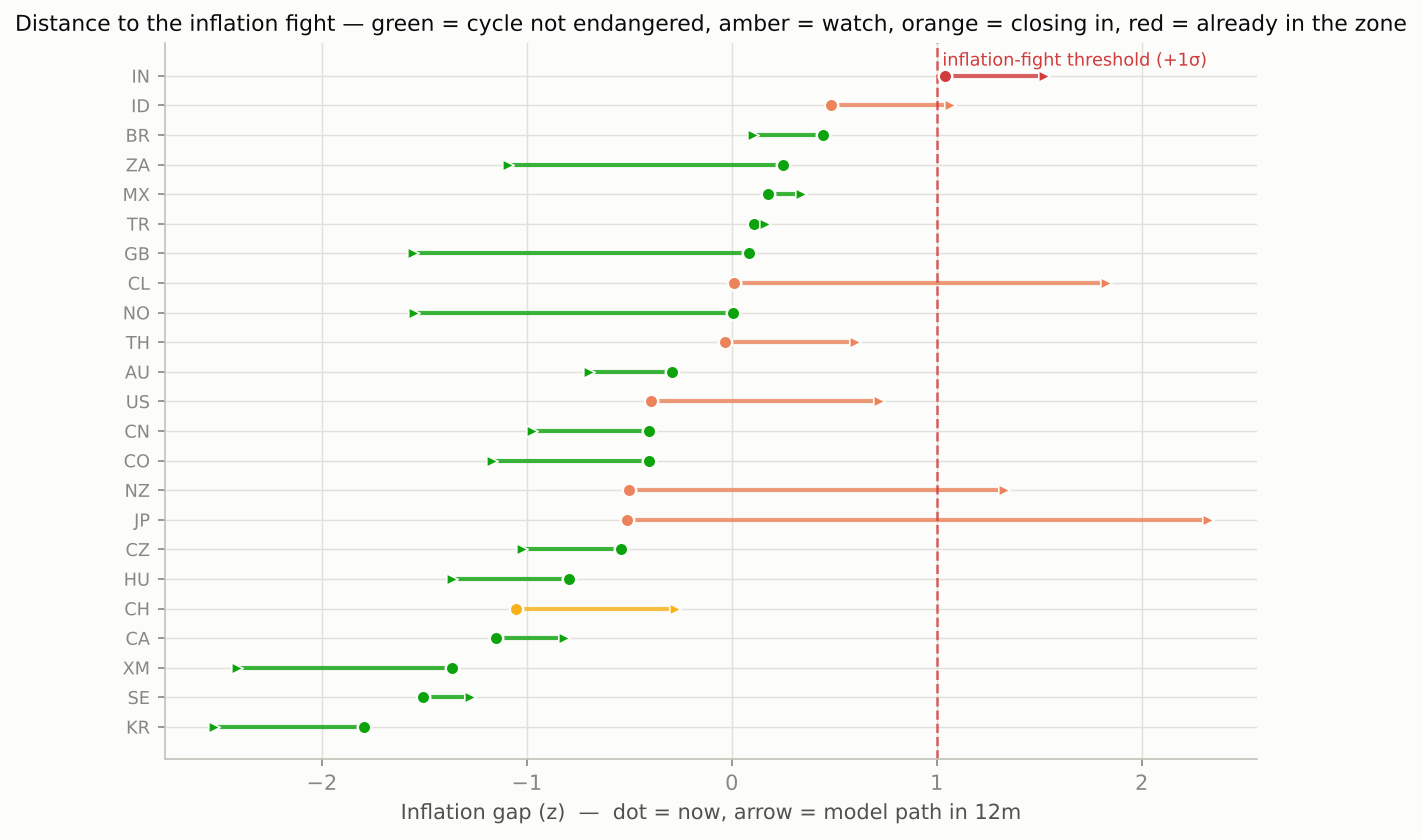 Distance to the inflation fight — green = cycle not endangered, amber = watch, orange = closing in, red = already in the zone
inflation-fight threshold (+1σ)
IN
ID
BR
ZA
MX
TR
GB
CL
NO
TH
AU
US
CN
CO
NZ
JP
CZ
HU
CH
CA
XM
SE
KR
−2 −1 0 1 2
Inflation gap (z) — dot = now, arrow = model path in 12m